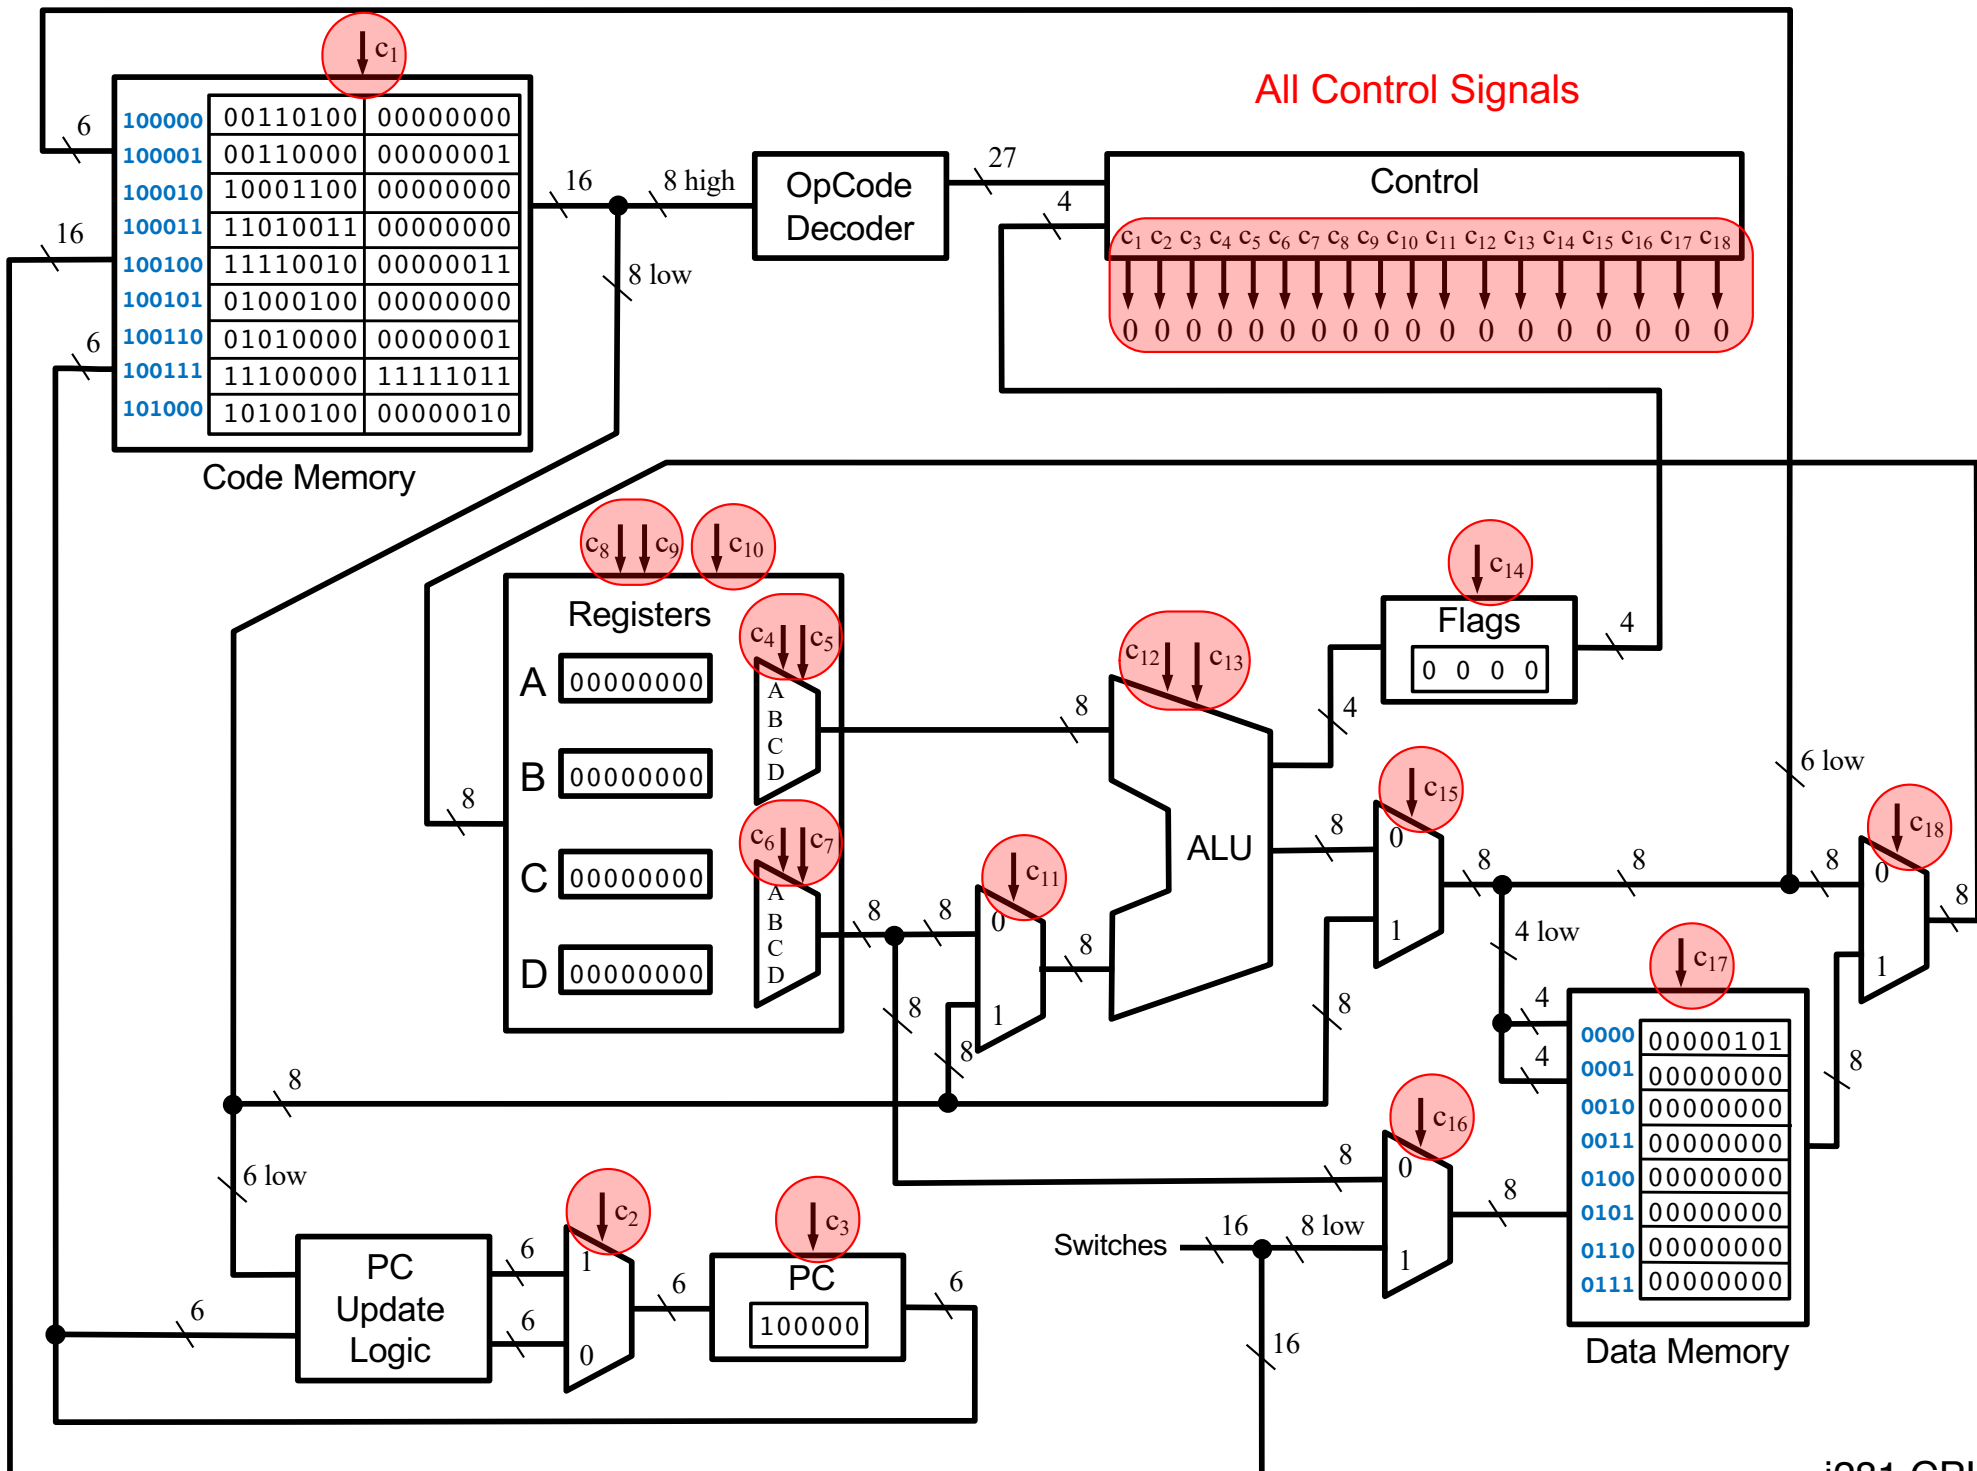 c1
All Control Signals
100000 00110100 00000000
100001 00110000 00000001
100010 10001100 00000000
100011 11010011 00000000
100100 11110010 00000011
100101 01000100 00000000
100110 01010000 00000001
100111 11100000 11111011
101000 10100100 00000010
Code Memory
6
16
6
16
8 high
8 low
OpCode
Decoder
27
4
Control
c1 c2 c3 c4 c5 c6 c7 c8 c9 c10 c11 c12 c13 c14 c15 c16 c17 c18
0 0 0 0 0 0 0 0 0 0 0 0 0 0 0 0 0 0
c8 c9 c10
Registers
c4 c5
A 00000000
B 00000000
C 00000000
D 00000000
A
B
C
D
c6 c7
A
B
C
D
8
8
8
8
8
c11
0
1
8
8
c12 c13
ALU
8
4
c14
Flags
0 0 0 0
4
c15
0
1
8
8
8
6 low
8
c18
0
1
8
4 low
4
4
c17
0000 00000101
0001 00000000
0010 00000000
0011 00000000
0100 00000000
0101 00000000
0110 00000000
0111 00000000
Data Memory
8
8
c16
0
1
8
8
Switches
16
8 low
16
6 low
6
PC
Update
Logic
6
6
c2
1
0
6
c3
PC
100000
6